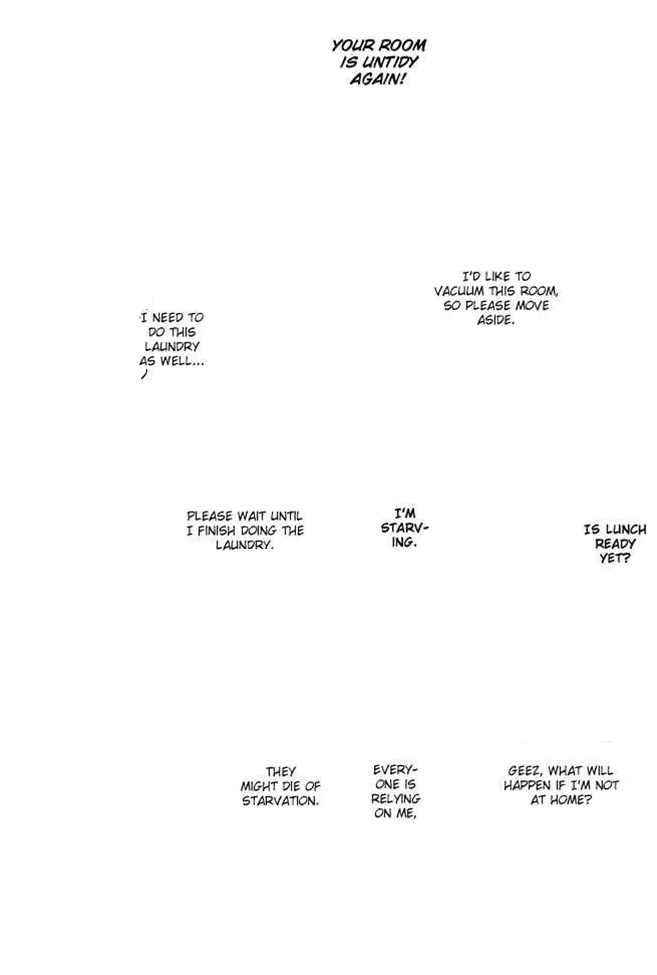 YOUR ROOM
IS UNTIDY
AGAIN!
I'D LIKE TO
VACUUM THIS ROOM,
SO PLEASE MOVE
ASIDE.
I NEED TO
DO THIS
LAUNDRY
AS WELL...
IS LUNCH
READY
YET?
I'M
STARV-
ING.
PLEASE WAIT UNTIL
I FINISH DOING THE
LAUNDRY.
GEEZ, WHAT WILL
HAPPEN IF I'M NOT
AT HOME?
EVERY-
ONE IS
RELYING
ON ME,
THEY
MIGHT DIE OF
STARVATION.